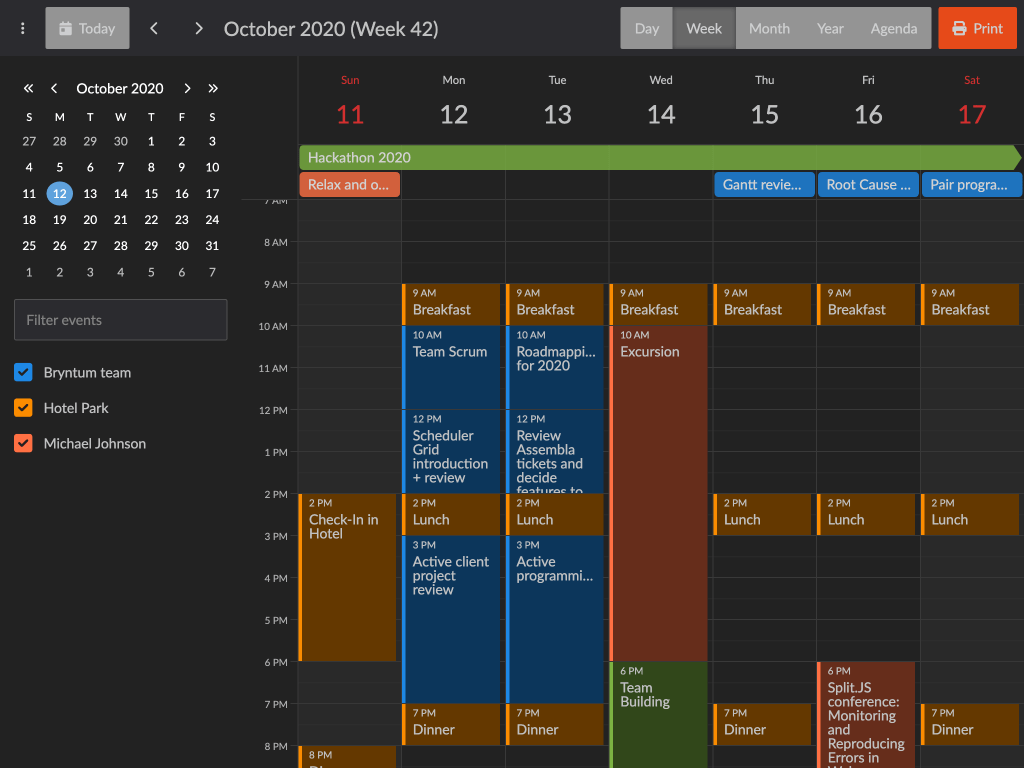 Today
October 2020 (Week 42)
Day
Week
Month
Year
Agenda
Print
October 2020
S M T W T F S
27 28 29 30 1 2 3
4 5 6 7 8 9 10
11 12 13 14 15 16 17
18 19 20 21 22 23 24
25 26 27 28 29 30 31
1 2 3 4 5 6 7
Filter events
Bryntum team
Hotel Park
Michael Johnson
Sun Mon Tue Wed Thu Fri Sat
11 12 13 14 15 16 17
Hackathon 2020
Relax and o...
Gantt revie...
Root Cause ...
Pair progra...
7 AM
8 AM
9 AM
10 AM
11 AM
12 PM
1 PM
2 PM
3 PM
4 PM
5 PM
6 PM
7 PM
8 PM
2 PM
Check-In in
Hotel
8 PM
9 AM
Breakfast
10 AM
Team Scrum
12 PM
Scheduler
Grid
introduction
+ review
2 PM
Lunch
3 PM
Active client
project
review
7 PM
Dinner
9 AM
Breakfast
10 AM
Roadmappi...
for 2020
12 PM
Review
Assembla
tickets and
decide
features to
2 PM
Lunch
3 PM
Active
programmi...
7 PM
Dinner
9 AM
Breakfast
10 AM
Excursion
6 PM
Team
Building
9 AM
Breakfast
2 PM
Lunch
7 PM
Dinner
9 AM
Breakfast
2 PM
Lunch
6 PM
Split.JS
conference:
Monitoring
and
Reproducing
Errors in
9 AM
Breakfast
2 PM
Lunch
7 PM
Dinner